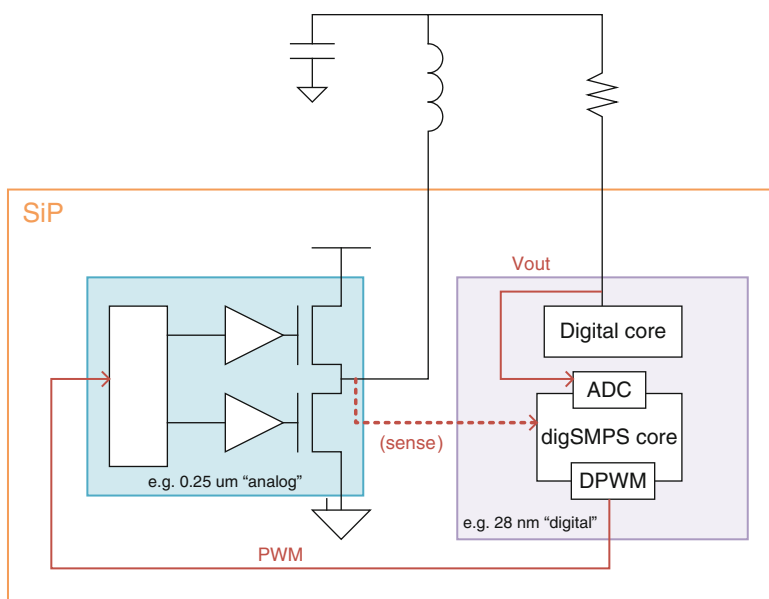 SiP
Vout
Digital core
ADC
(sense)
digSMPS core
DPWM
e.g. 0.25 um “analog”
e.g. 28 nm “digital”
PWM